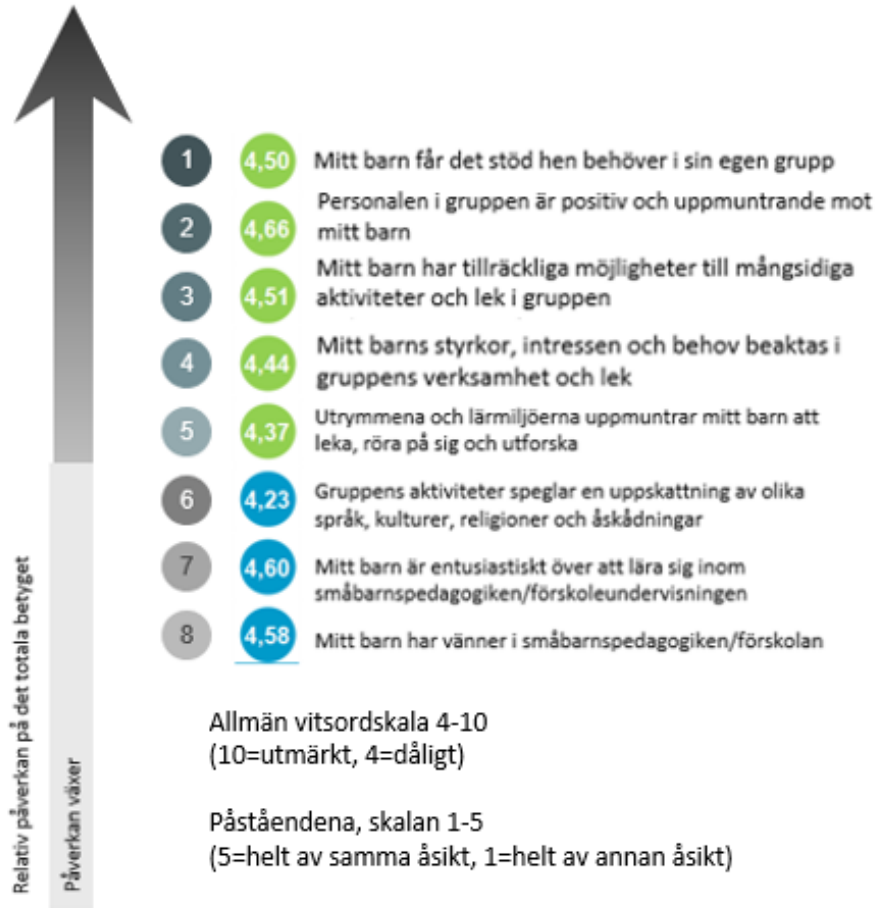 1 4,50 Mitt barn får det stöd hen behöver i sin egen grupp
2 4,66 Personalen i gruppen är positiv och uppmuntrande mot
mitt barn
3 4,51 Mitt barn har tillräckliga möjligheter till mångsidiga
aktiviteter och lek i gruppen
4 4,44 Mitt barns styrkor, intressen och behov beaktas i
gruppens verksamhet och lek
5 4,37 Utrymmena och lärmiljöerna uppmuntrar mitt barn att
leka, röra på sig och utforska
6 4,23 Gruppens aktiviteter speglar en uppskattning av olika
språk, kulturer, religioner och åskådningar
7 4,60 Mitt barn är entusiastiskt över att lära sig inom
småbarnspedagogiken/förskoleundervisningen
8 4,58 Mitt barn har vänner i småbarnspedagogiken/förskolan
Relativ påverkan på det totala betyget
Påverkan växer
Allmän vitsordskala 4-10
(10=utmärkt, 4=dåligt)
Påståendena, skalan 1-5
(5=helt av samma åsikt, 1=helt av annan åsikt)